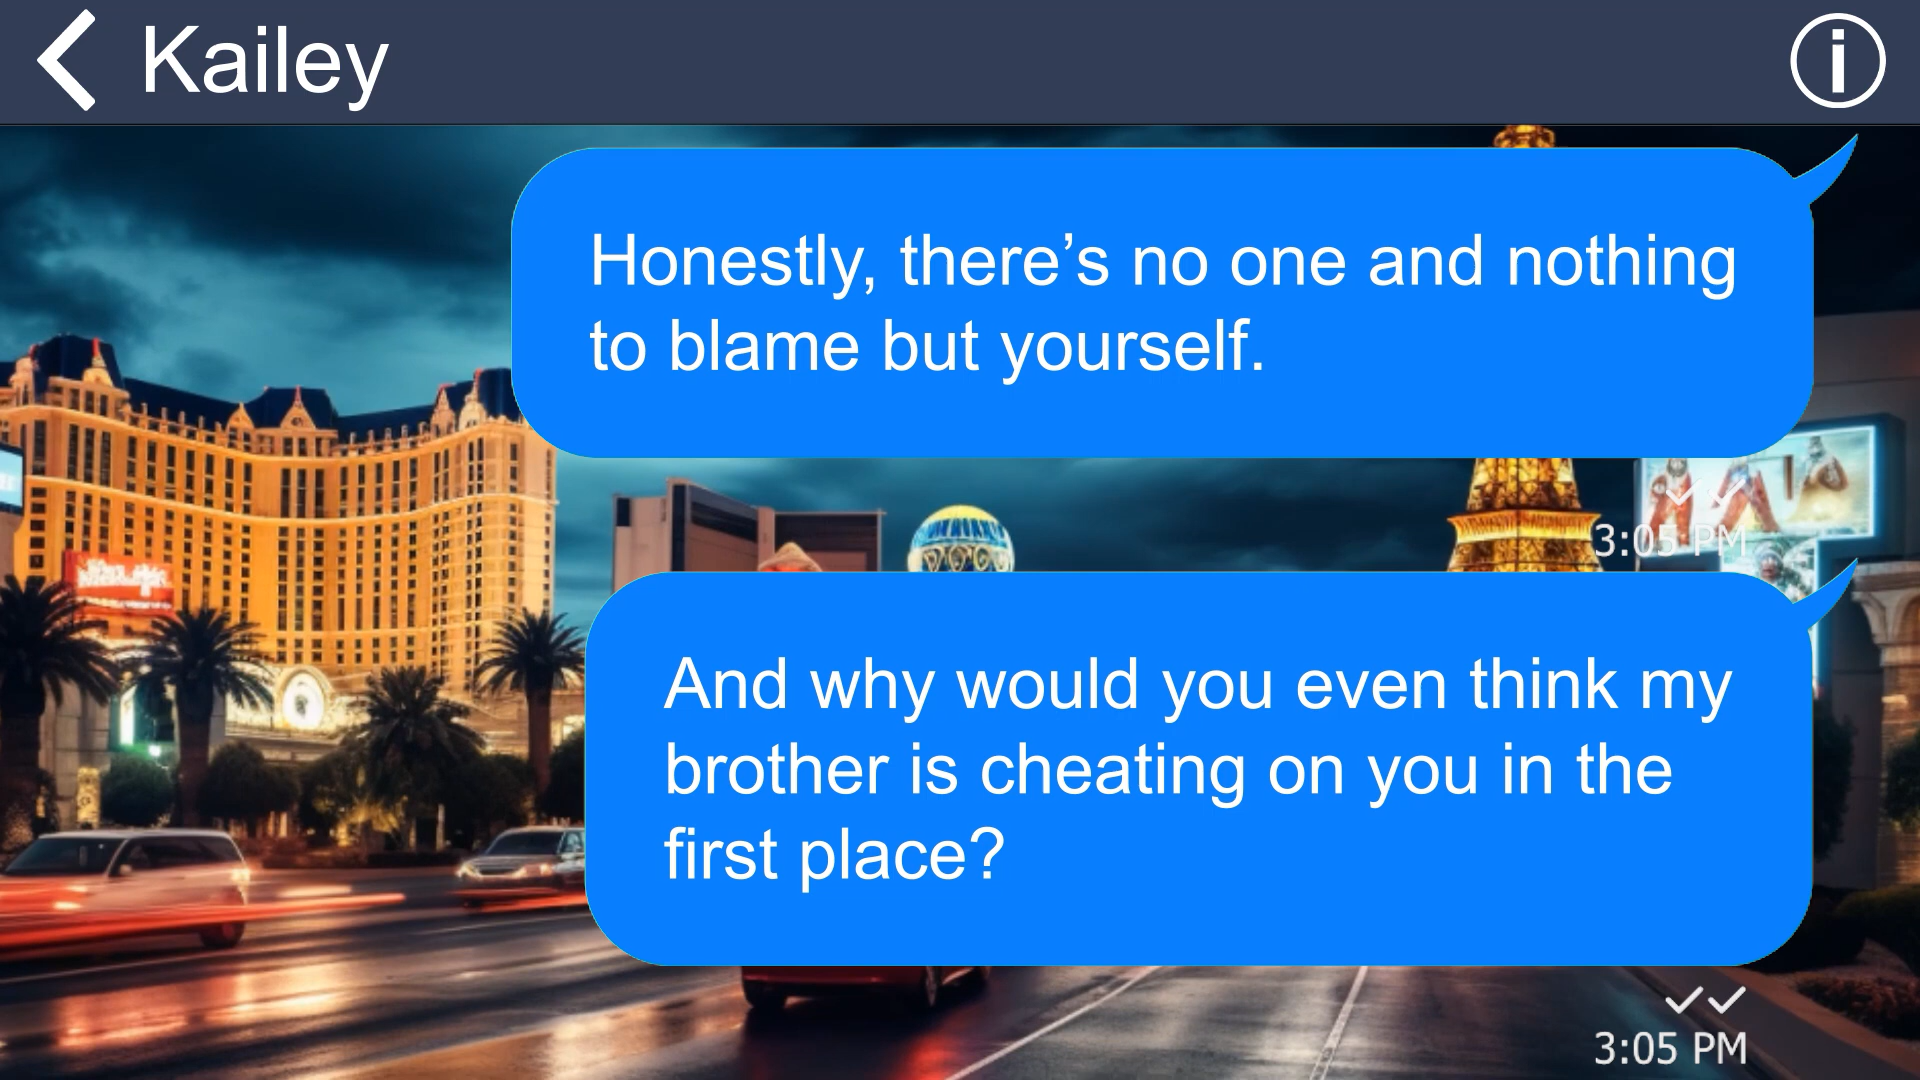 Kailey
Honestly, there’s no one and nothing
to blame but yourself.
3:05 PM
And why would you even think my
brother is cheating on you in the
first place?
3:05 PM